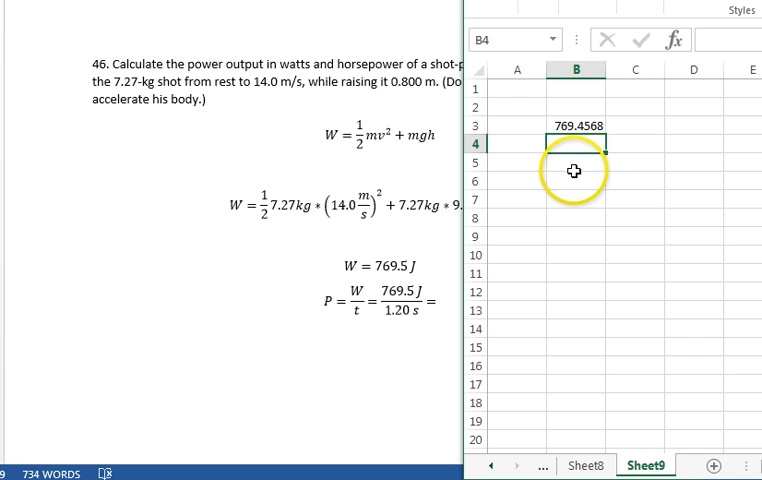 Styles
B4
fx
46. Calculate the power output in watts and horsepower of a shot-p
the 7.27-kg shot from rest to 14.0 m/s, while raising it 0.800 m. (Do
accelerate his body.)
W = 1/2 mv² + mgh
W = 1/2 7.27kg ∗ (14.0 m/s)² + 7.27kg ∗ 9.
W = 769.5 J
P = W/t = 769.5 J/1.20 s =
A B C D E
1
2
3 769.4568
4
5
6
7
8
9
10
11
12
13
14
15
16
17
18
19
20
... Sheet8 Sheet9
9 734 WORDS